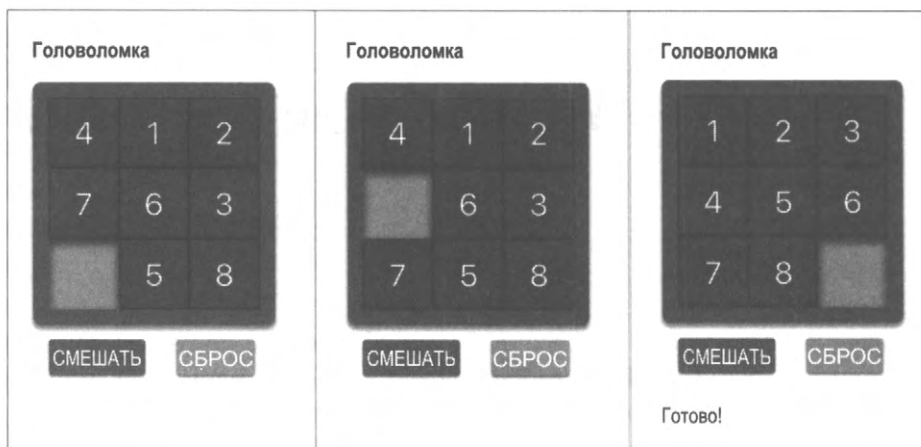 Головоломка
4 1 2
7 6 3
5 8
СМЕШАТЬ СБРОС
Головоломка
4 1 2
6 3
7 5 8
СМЕШАТЬ СБРОС
Головоломка
1 2 3
4 5 6
7 8
СМЕШАТЬ СБРОС
Готово!